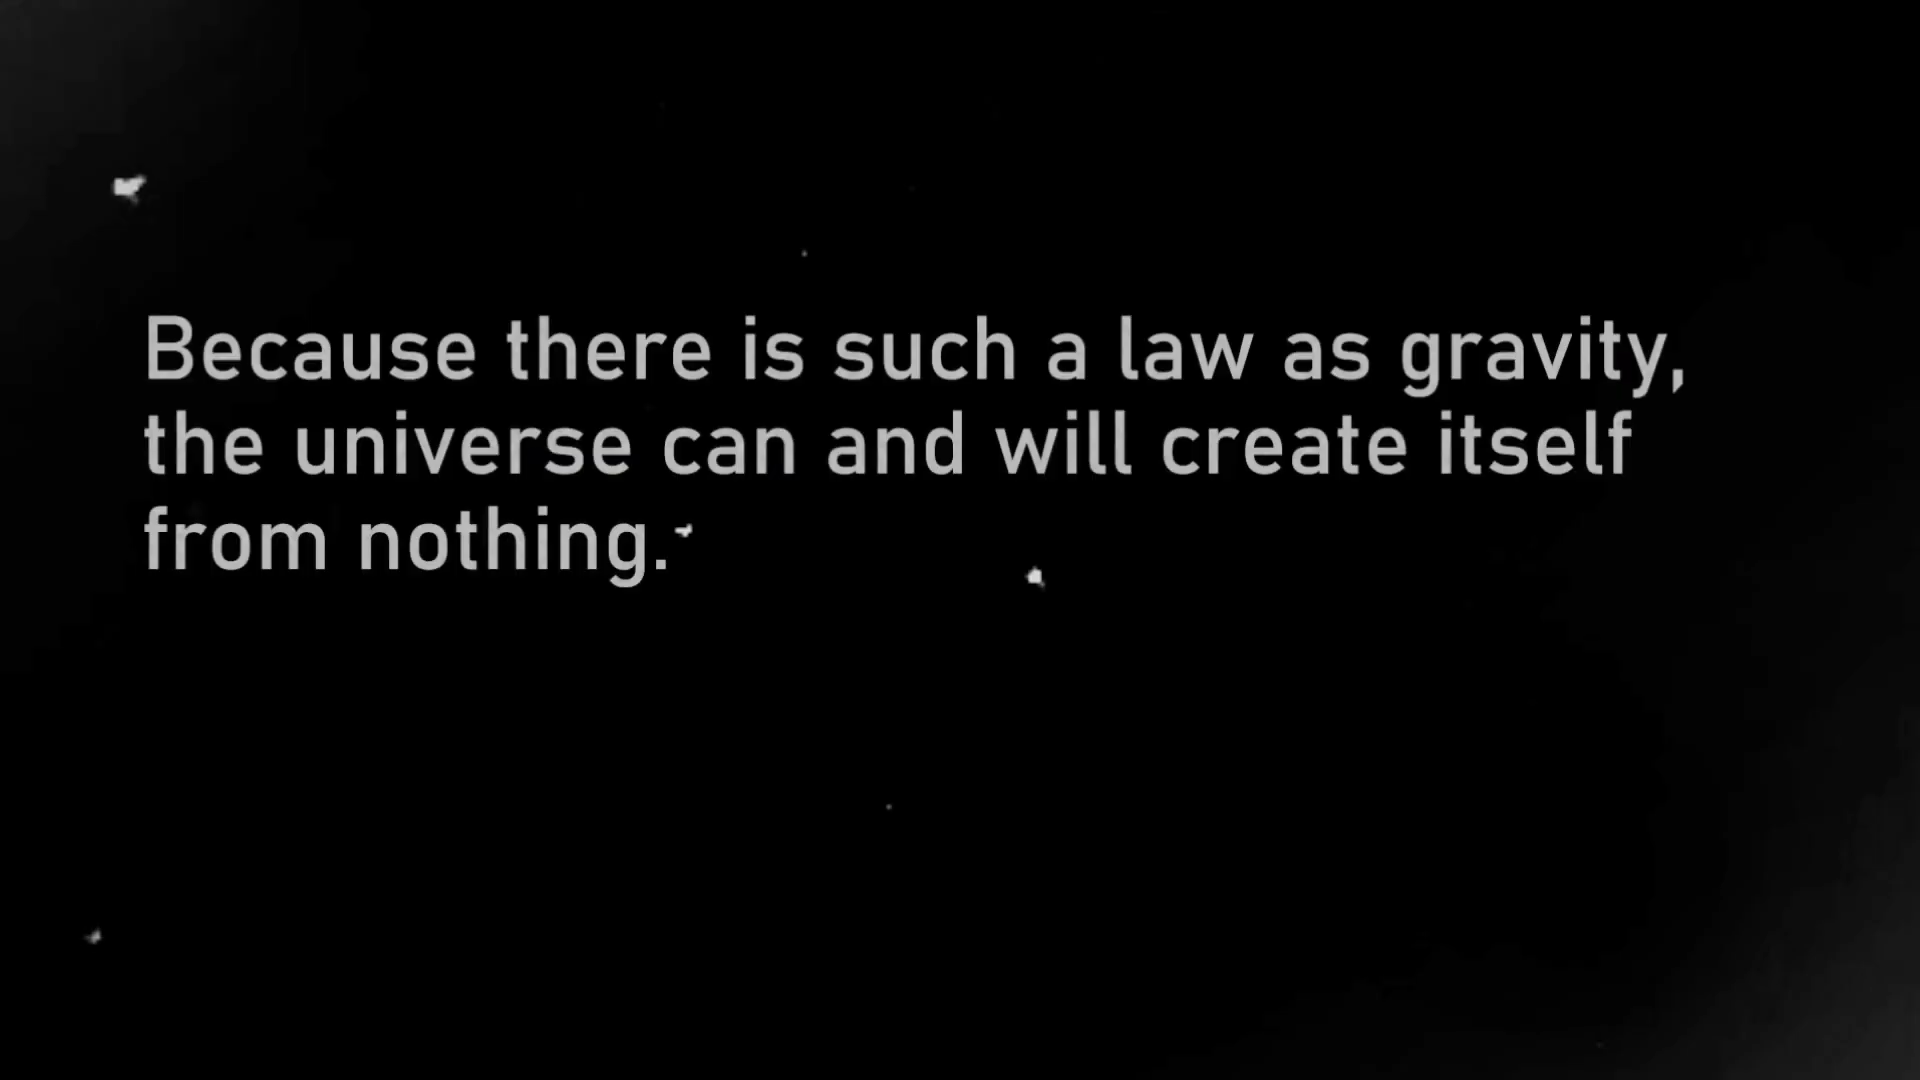 Because there is such a law as gravity,
the universe can and will create itself
from nothing.